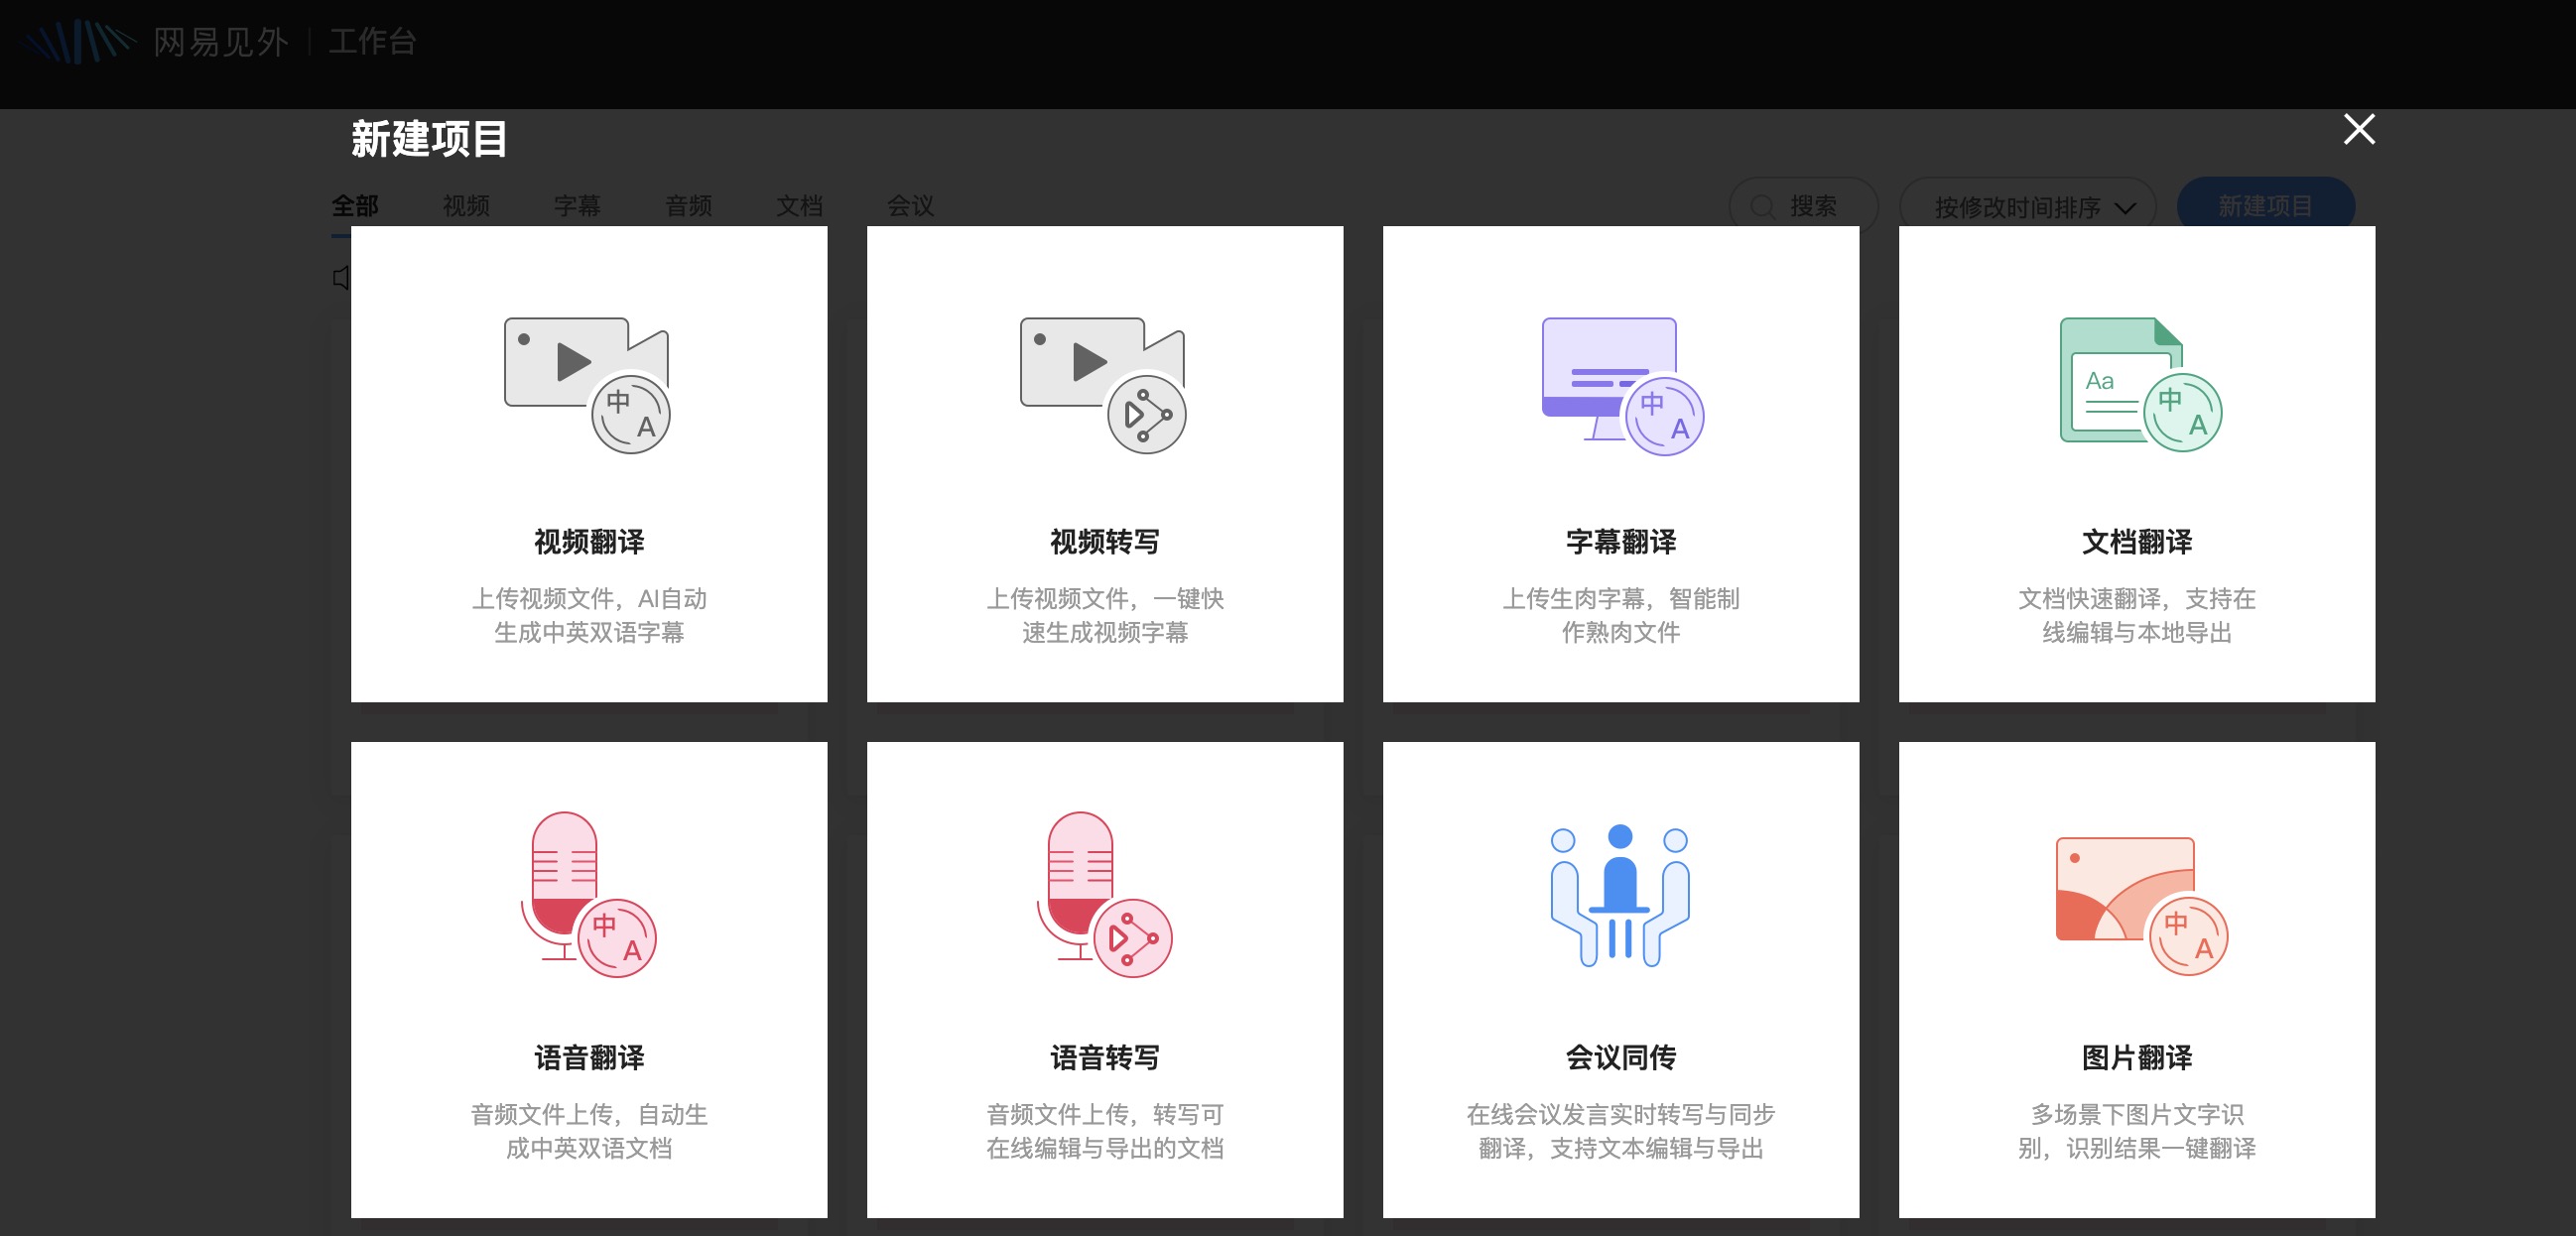 网易见外 | 工作台
新建项目
全部 视频 字幕 音频 文档 会议 搜索 按修改时间排序 新建项目
中 A
中 A
Aa 中 A
视频翻译
上传视频文件，AI自动
生成中英双语字幕
视频转写
上传视频文件，一键快
速生成视频字幕
字幕翻译
上传生肉字幕，智能制
作熟肉文件
文档翻译
文档快速翻译，支持在
线编辑与本地导出
中 A
中 A
语音翻译
音频文件上传，自动生
成中英双语文档
语音转写
音频文件上传，转写可
在线编辑与导出的文档
会议同传
在线会议发言实时转写与同步
翻译，支持文本编辑与导出
图片翻译
多场景下图片文字识
别，识别结果一键翻译